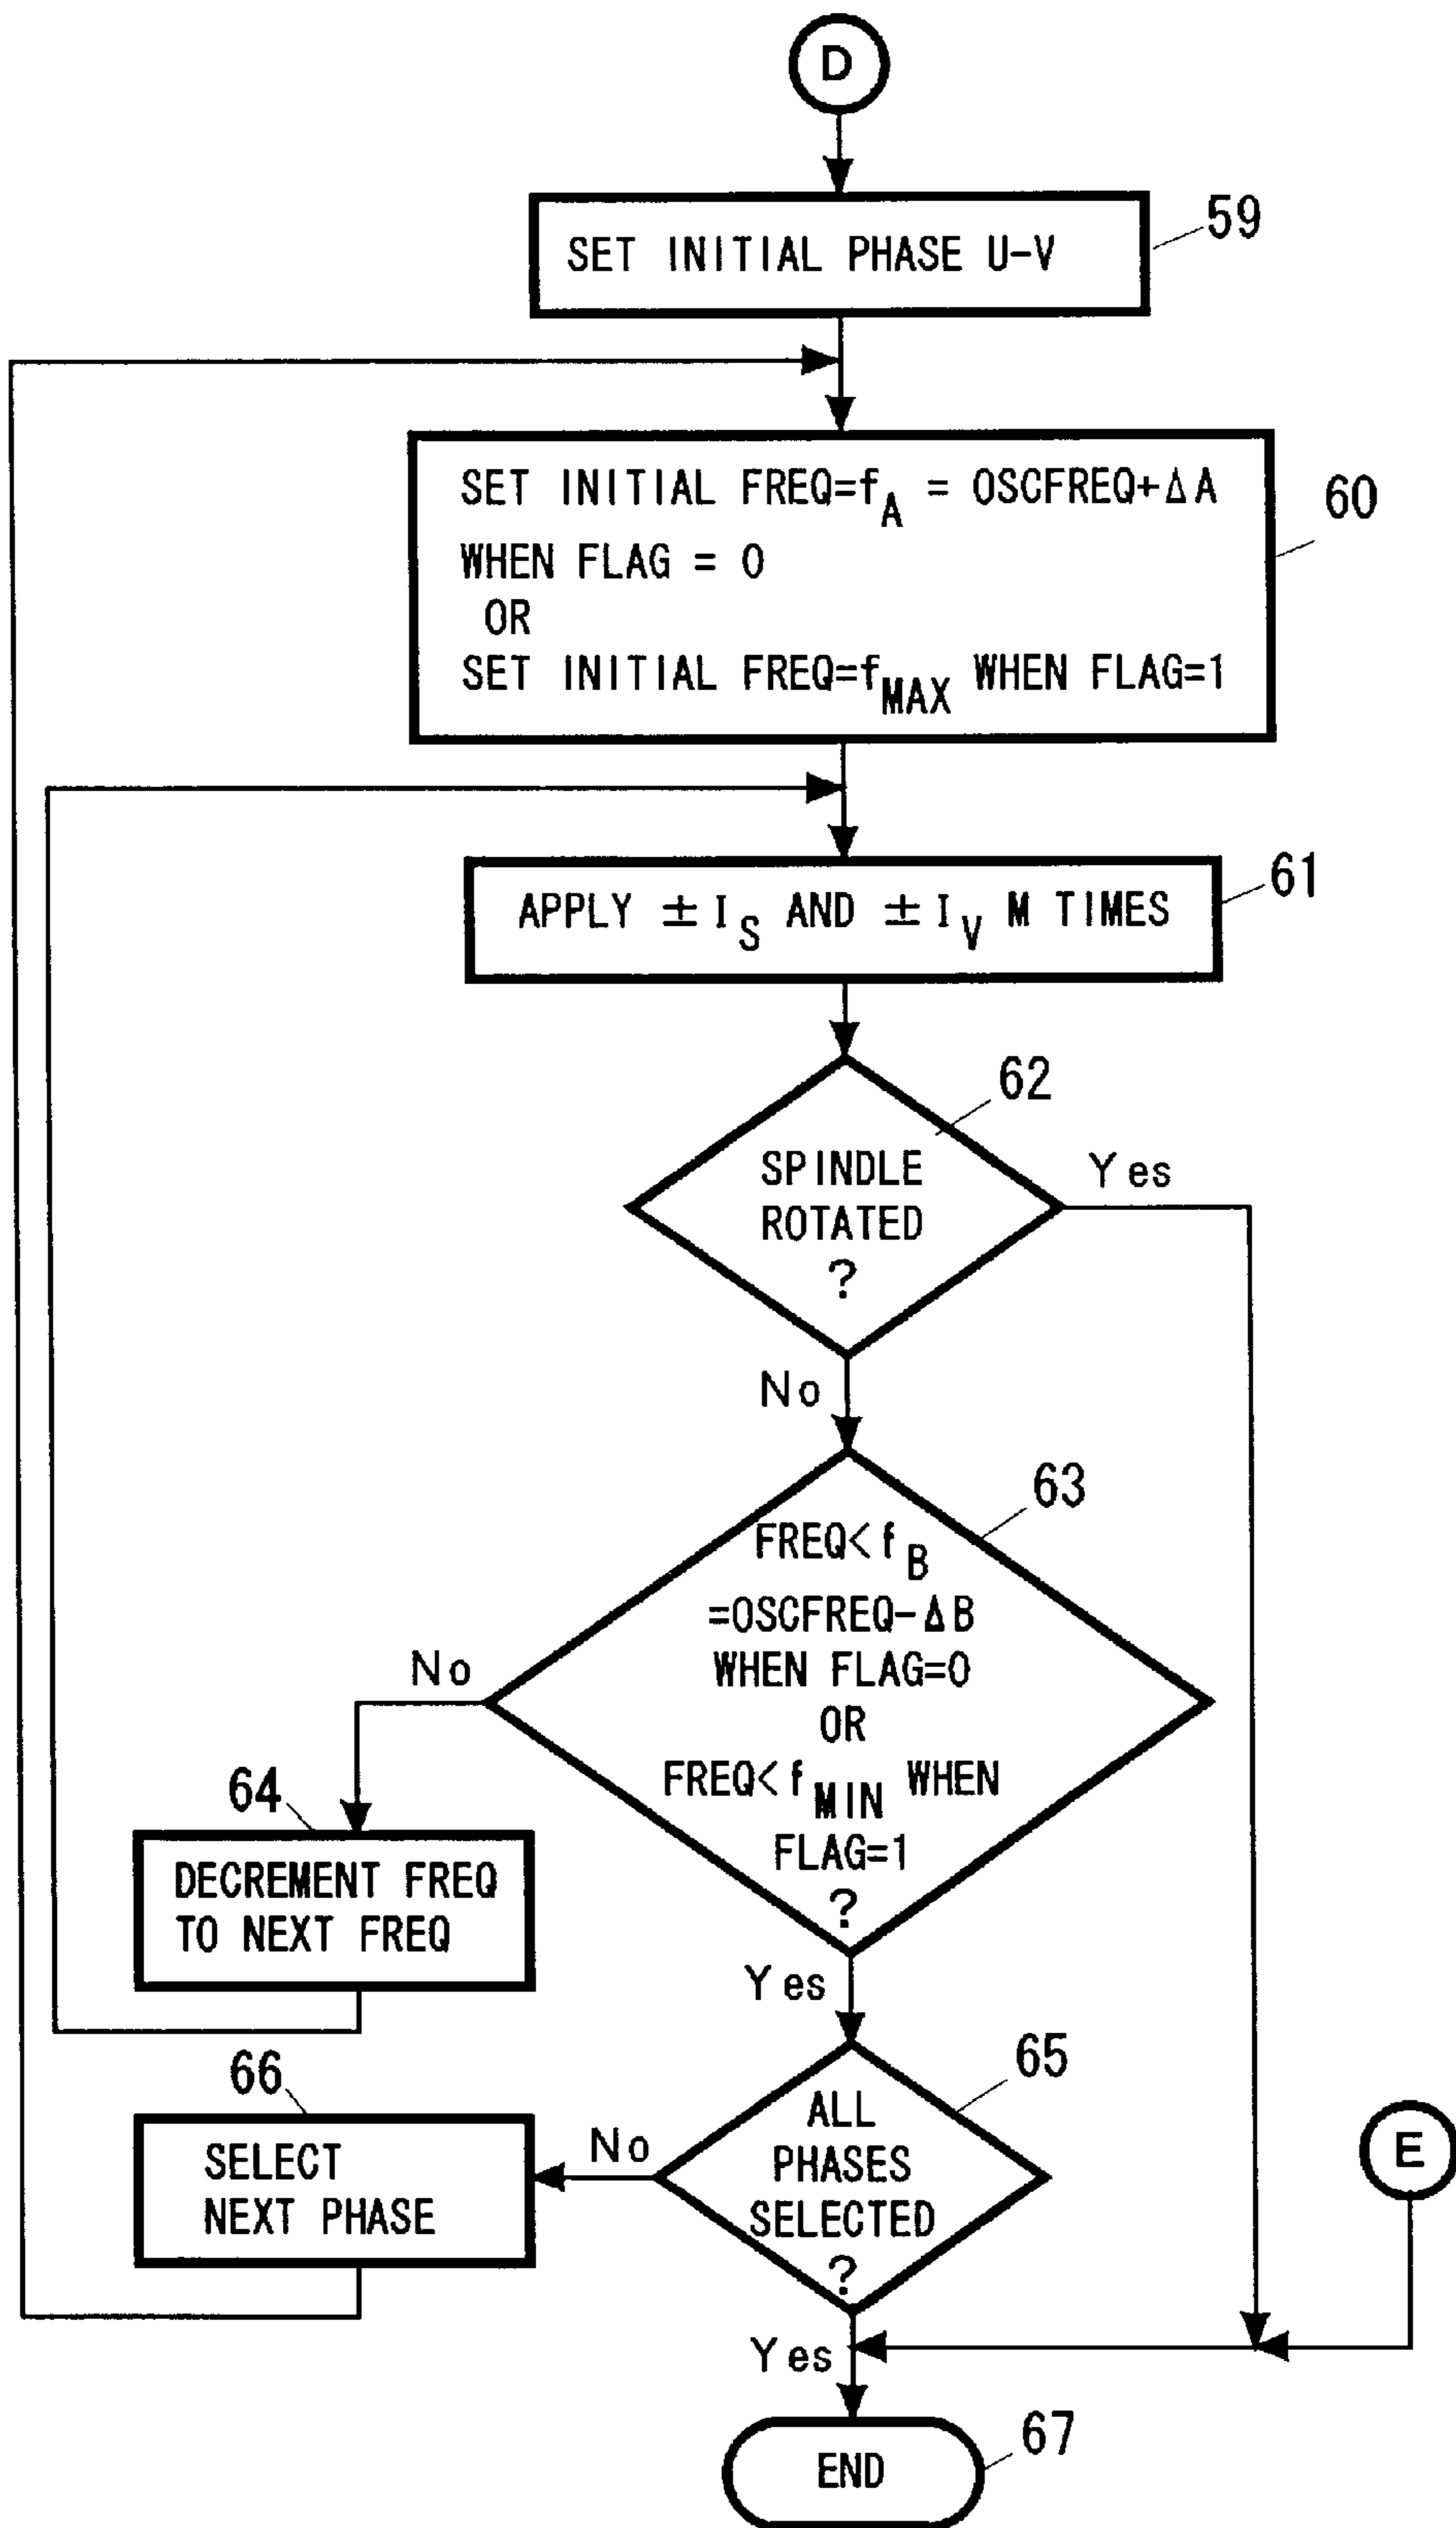 D
SET INITIAL PHASE U-V
59
SET INITIAL FREQ=fA = OSCFREQ+ΔA
WHEN FLAG = 0
OR
SET INITIAL FREQ=fMAX WHEN FLAG=1
60
APPLY ±IS AND ±IV M TIMES
61
62
SPINDLE
ROTATED
?
Yes
No
63
FREQ<fB
=OSCFREQ-ΔB
WHEN FLAG=0
OR
FREQ<fMIN WHEN
FLAG=1
?
No
64
DECREMENT FREQ
TO NEXT FREQ
Yes
65
ALL
PHASES
SELECTED
?
No
66
SELECT
NEXT PHASE
E
Yes
END
67